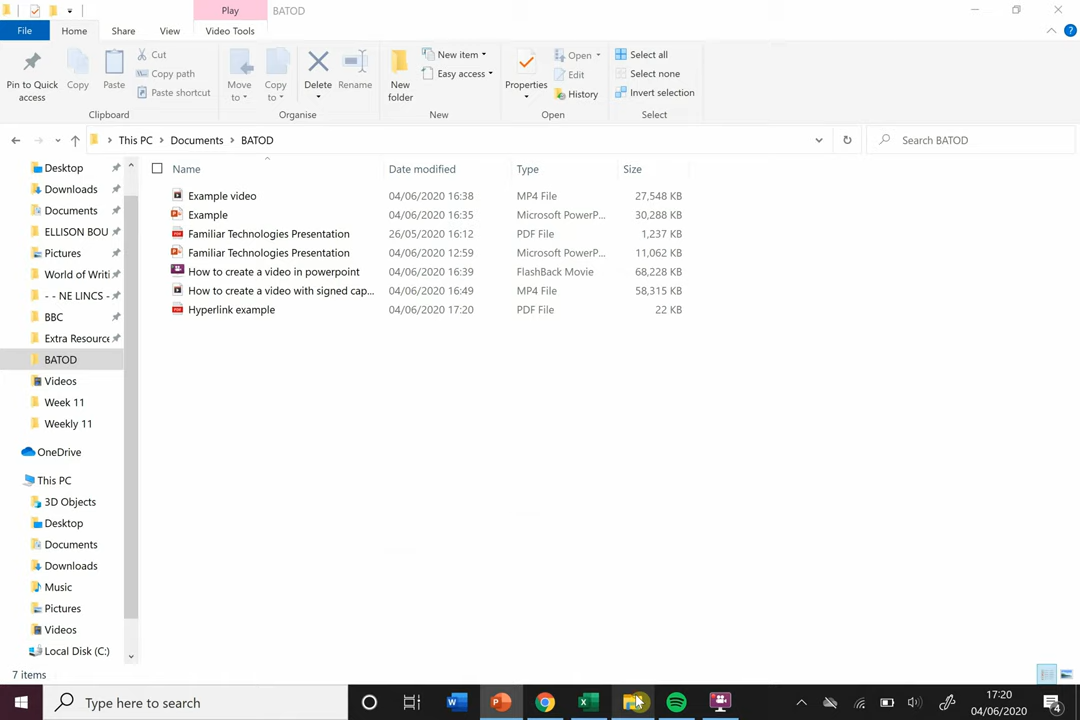 Play
BATOD
File
Home
Share
View
Video Tools
Pin to Quick access
Copy
Paste
Cut
Copy path
Paste shortcut
Move to
Copy to
Delete
Rename
New folder
New item
Easy access
Properties
Open
Edit
History
Select all
Select none
Invert selection
Clipboard
Organise
New
Open
Select
This PC > Documents > BATOD
Search BATOD
Name
Date modified
Type
Size
Example video 04/06/2020 16:38 MP4 File 27,548 KB
Example 04/06/2020 16:35 Microsoft PowerP... 30,288 KB
Familiar Technologies Presentation 26/05/2020 16:12 PDF File 1,237 KB
Familiar Technologies Presentation 04/06/2020 12:59 Microsoft PowerP... 11,062 KB
How to create a video in powerpoint 04/06/2020 16:39 FlashBack Movie 68,228 KB
How to create a video with signed cap... 04/06/2020 16:49 MP4 File 58,315 KB
Hyperlink example 04/06/2020 17:20 PDF File 22 KB
Desktop
Downloads
Documents
ELLISON BOU
Pictures
World of Writi
- - NE LINCS -
BBC
Extra Resource
BATOD
Videos
Week 11
Weekly 11
OneDrive
This PC
3D Objects
Desktop
Documents
Downloads
Music
Pictures
Videos
Local Disk (C:)
7 items
Type here to search
17:20
04/06/2020
4